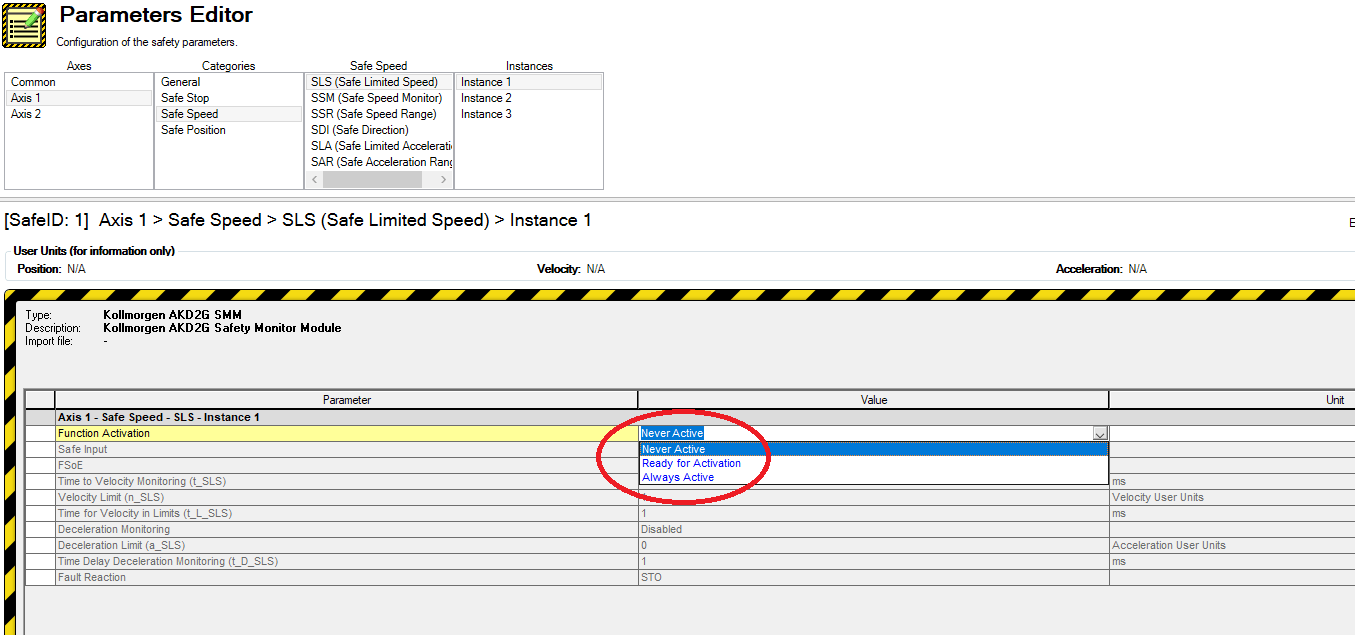 Parameters Editor
Configuration of the safety parameters.
Axes Categories Safe Speed Instances
Common General SLS (Safe Limited Speed) Instance 1
Axis 1 Safe Stop SSM (Safe Speed Monitor) Instance 2
Axis 2 Safe Speed SSR (Safe Speed Range) Instance 3
Safe Position SDI (Safe Direction)
SLA (Safe Limited Accelerati
SAR (Safe Acceleration Rang
[SafeID: 1] Axis 1 > Safe Speed > SLS (Safe Limited Speed) > Instance 1 E
User Units (for information only)
Position: N/A Velocity: N/A Acceleration: N/A
Type: Kollmorgen AKD2G SMM
Description: Kollmorgen AKD2G Safety Monitor Module
Import file: -
Parameter Value Unit
Axis 1 - Safe Speed - SLS - Instance 1
Function Activation Never Active
Safe Input Never Active
FSoE Ready for Activation
Always Active
Time to Velocity Monitoring (t_SLS) ms
Velocity Limit (n_SLS) Velocity User Units
Time for Velocity in Limits (t_L_SLS) 1 ms
Deceleration Monitoring Disabled
Deceleration Limit (a_SLS) 0 Acceleration User Units
Time Delay Deceleration Monitoring (t_D_SLS) 1 ms
Fault Reaction STO